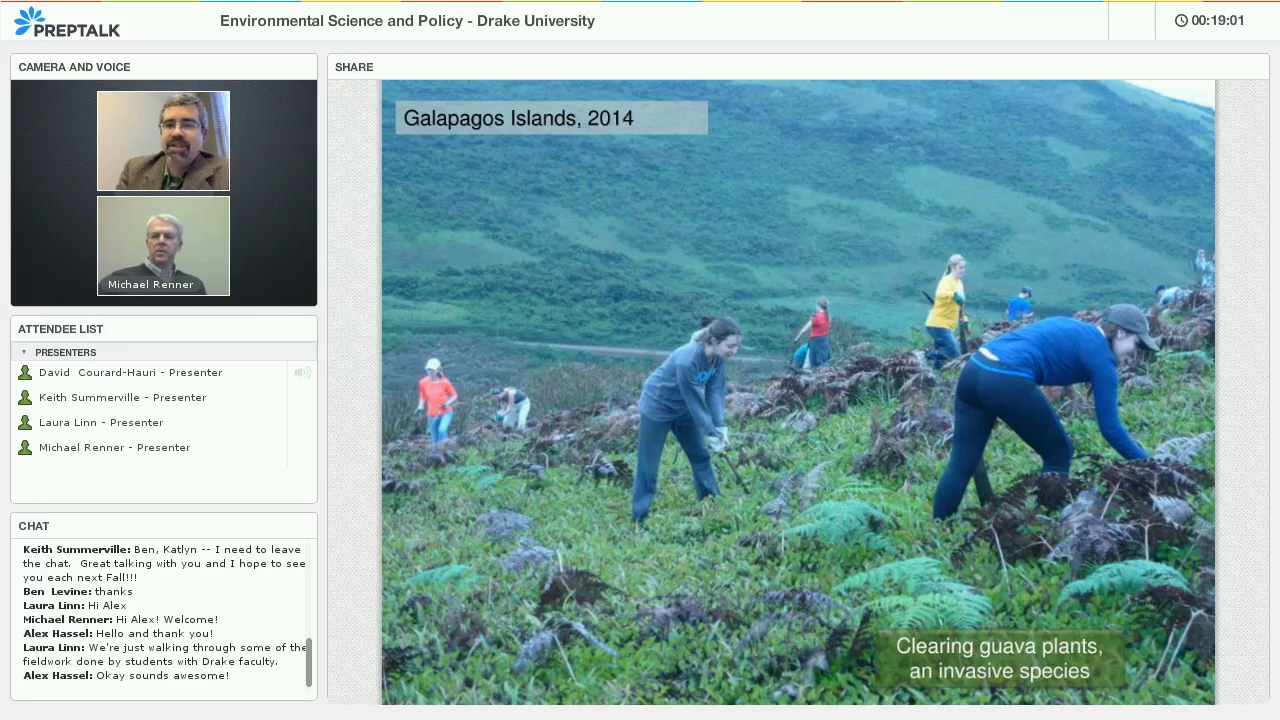 PREPTALK
Environmental Science and Policy - Drake University
00:19:01
CAMERA AND VOICE
Michael Renner
ATTENDEE LIST
PRESENTERS
David Courard-Hauri - Presenter
Keith Summerville - Presenter
Laura Linn - Presenter
Michael Renner - Presenter
CHAT
Keith Summerville: Ben, Katlyn -- I need to leave
the chat. Great talking with you and I hope to see
you each next Fall!!!
Ben Levine: thanks
Laura Linn: Hi Alex
Michael Renner: Hi Alex! Welcome!
Alex Hassel: Hello and thank you!
Laura Linn: We're just walking through some of the
fieldwork done by students with Drake faculty.
Alex Hassel: Okay sounds awesome!
SHARE
Galapagos Islands, 2014
Clearing guava plants,
an invasive species